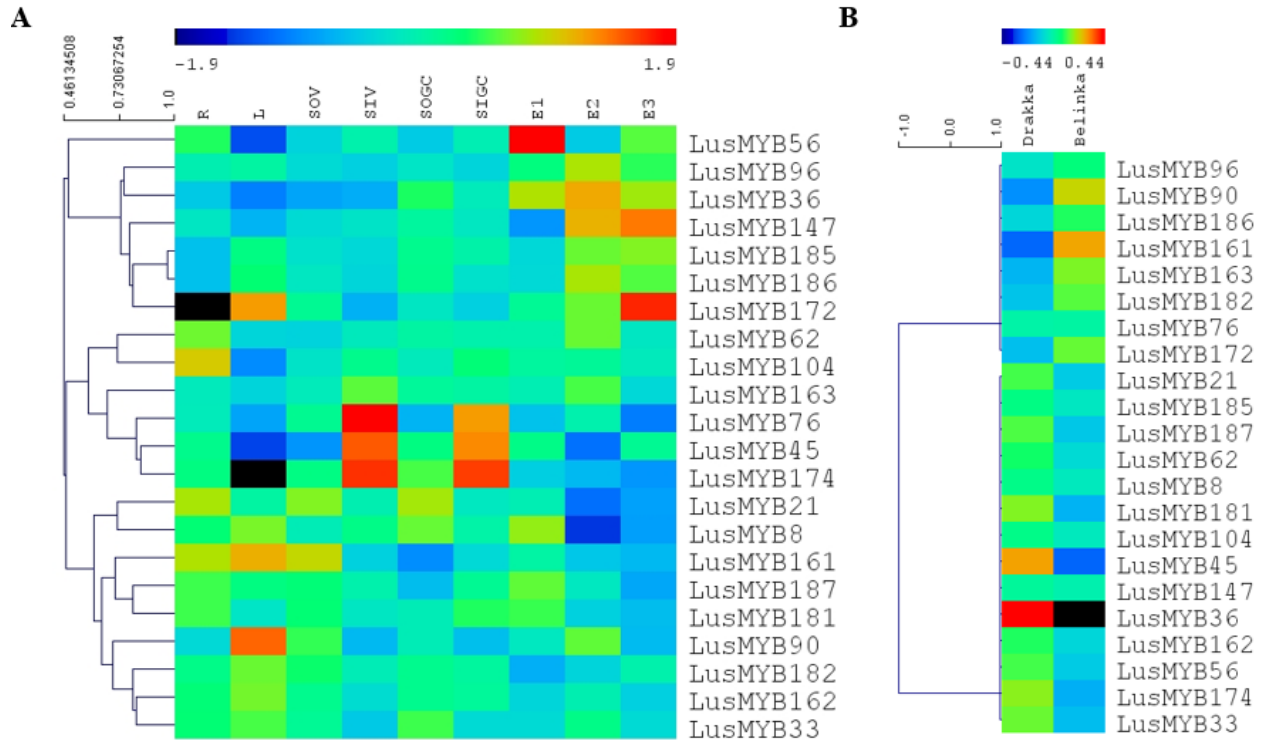 A
0.46134508
0.73067254
1.0
-1.9
1.9
R
L
SOV
SIV
SOGC
SIGC
E1
E2
E3
LusMYB56
LusMYB96
LusMYB36
LusMYB147
LusMYB185
LusMYB186
LusMYB172
LusMYB62
LusMYB104
LusMYB163
LusMYB76
LusMYB45
LusMYB174
LusMYB21
LusMYB8
LusMYB161
LusMYB187
LusMYB181
LusMYB90
LusMYB182
LusMYB162
LusMYB33
B
-0.44 0.44
-1.0
0.0
1.0
Drakka
Belinka
LusMYB96
LusMYB90
LusMYB186
LusMYB161
LusMYB163
LusMYB182
LusMYB76
LusMYB172
LusMYB21
LusMYB185
LusMYB187
LusMYB62
LusMYB8
LusMYB181
LusMYB104
LusMYB45
LusMYB147
LusMYB36
LusMYB162
LusMYB56
LusMYB174
LusMYB33